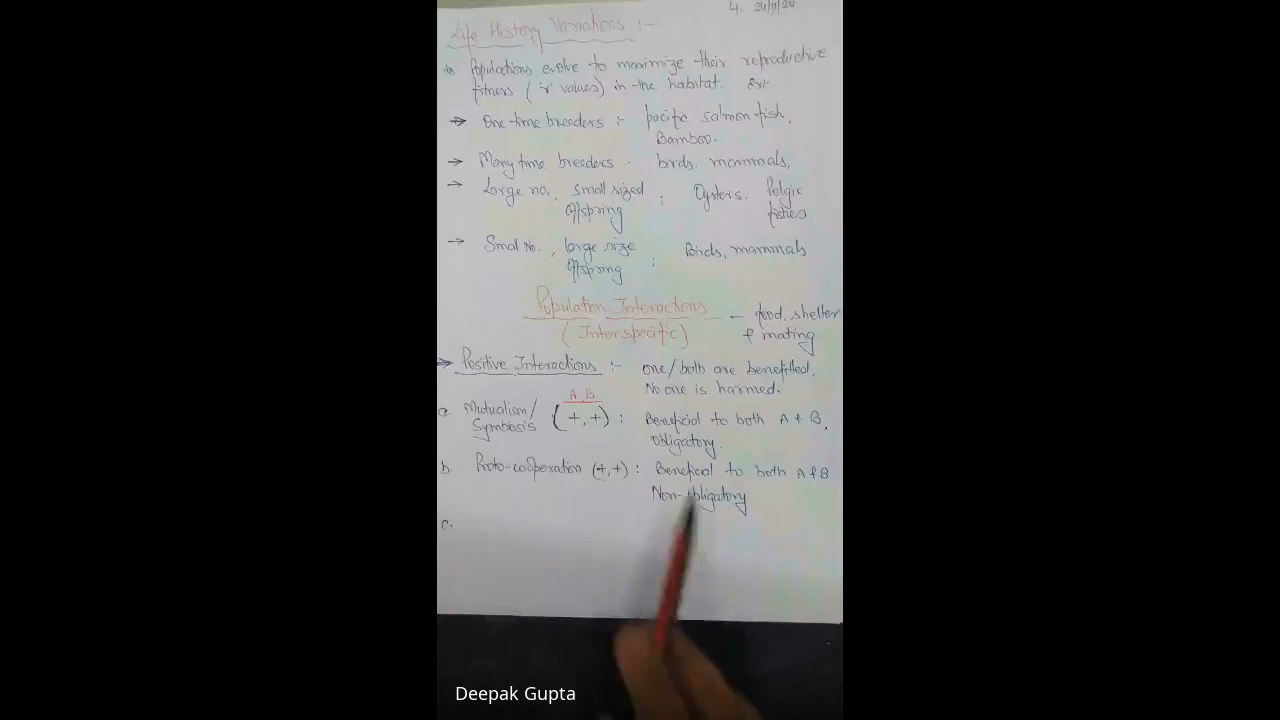 4. 24/11/20
Life History Variations :-
Populations evolve to maximize their reproductive
fitness ( 'r' values) in the habitat.
→ One time breeders :- pacific salmon fish,
Bamboo.
→ Many time breeders - birds, mammals,
→ Large no., small sized offspring : Oysters, Pelgic fishes
→ Small No., large size offspring ; Birds, mammals
Population Interactions — food, shelter
(Interspecific) & mating
→ Positive Interactions :- one/both are benefitted.
No one is harmed.
A, B
a. Mutualism/ Symbosis (+,+) : Beneficial to both A & B,
Obligatory.
b. Proto-cooperation (+,+) : Beneficial to both A & B
Non-obligatory
c.
Deepak Gupta